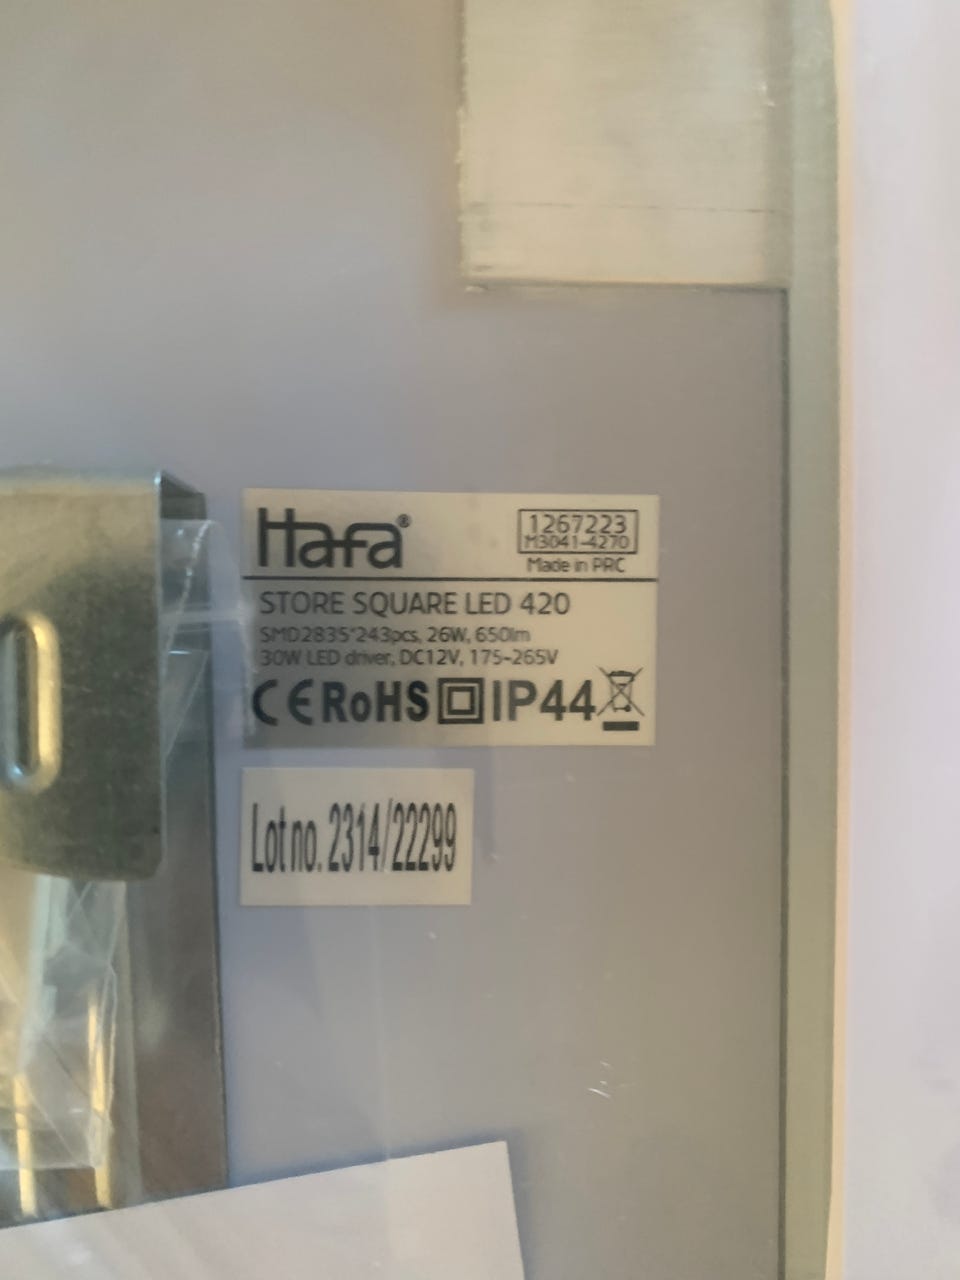 Hafa®
1267223
M3041-4270
Made in PRC
STORE SQUARE LED 420
SMD2835*243pcs, 26W, 650lm
30W LED driver, DC12V, 175-265V
CE RoHS IP44
Lot no. 2314/22299